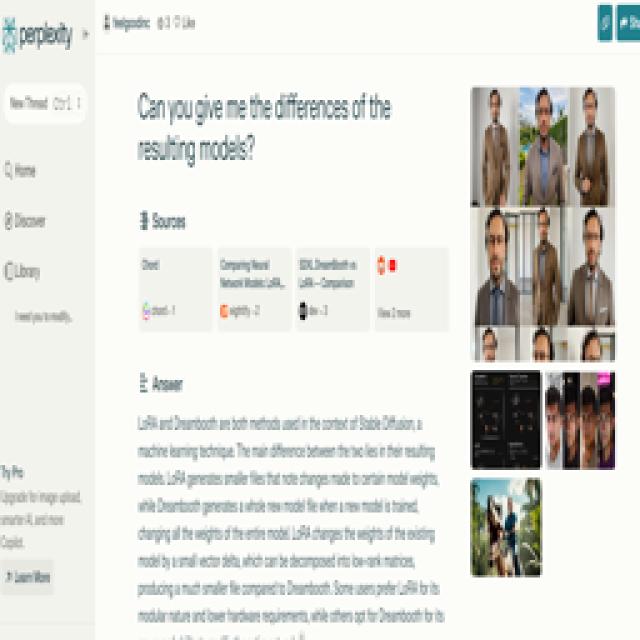 perplexity
Like
New Thread Ctrl I
Home
Discover
Library
I need you to modify...
Try Pro
Upgrade for image upload,
smarter AI, and more
Copilot.
Learn More
Can you give me the differences of the
resulting models?
Sources
Chord
chord · 1
Comparing Neural
Network Models: LoRA,...
2
SDXL DreamBooth vs
LoRA — Comparison
dev · 3
View 2 more
Answer
LoRA and Dreambooth are both methods used in the context of Stable Diffusion, a
machine learning technique. The main difference between the two lies in their resulting
models. LoRA generates smaller files that note changes made to certain model weights,
while Dreambooth generates a whole new model file when a new model is trained,
changing all the weights of the entire model. LoRA changes the weights of the existing
model by a small vector delta, which can be decomposed into low-rank matrices,
producing a much smaller file compared to Dreambooth. Some users prefer LoRA for its
modular nature and lower hardware requirements, while others opt for Dreambooth for its